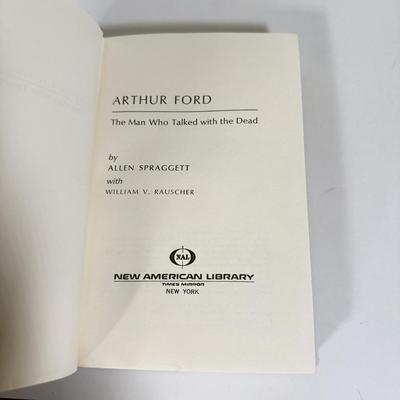 ARTHUR FORD
The Man Who Talked with the Dead
by
ALLEN SPRAGGETT
with
WILLIAM V. RAUSCHER
NAL
NEW AMERICAN LIBRARY
TIMES MIRROR
NEW YORK